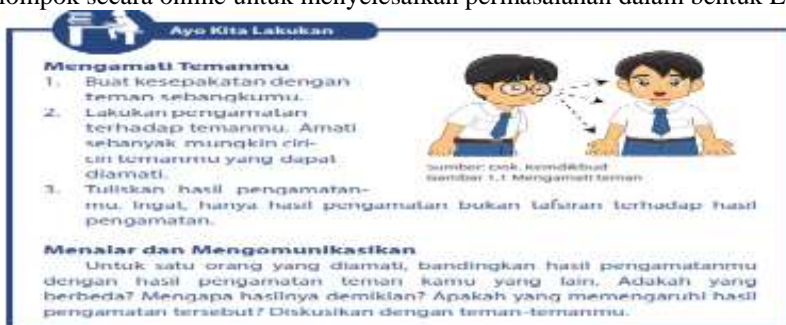 lompok secara online untuk menyelesaikan permasalahan dalam bentuk L
Ayo Kita Lakukan
Mengamati Temanmu
1. Buat kesepakatan dengan
teman sebangkumu.
2. Lakukan pengamatan
terhadap temanmu. Amati
sebanyak mungkin ciri-
ciri temanmu yang dapat
diamati.
3. Tuliskan hasil pengamatan-
mu. Ingat, hanya hasil pengamatan bukan tafsiran terhadap hasil
pengamatan.
Sumber: Dok. Kemdikbud
Gambar 1.1 Mengamati teman
Menalar dan Mengomunikasikan
Untuk satu orang yang diamati, bandingkan hasil pengamatanmu
dengan hasil pengamatan teman kamu yang lain. Adakah yang
berbeda? Mengapa hasilnya demikian? Apakah yang memengaruhi hasil
pengamatan tersebut? Diskusikan dengan teman-temanmu.